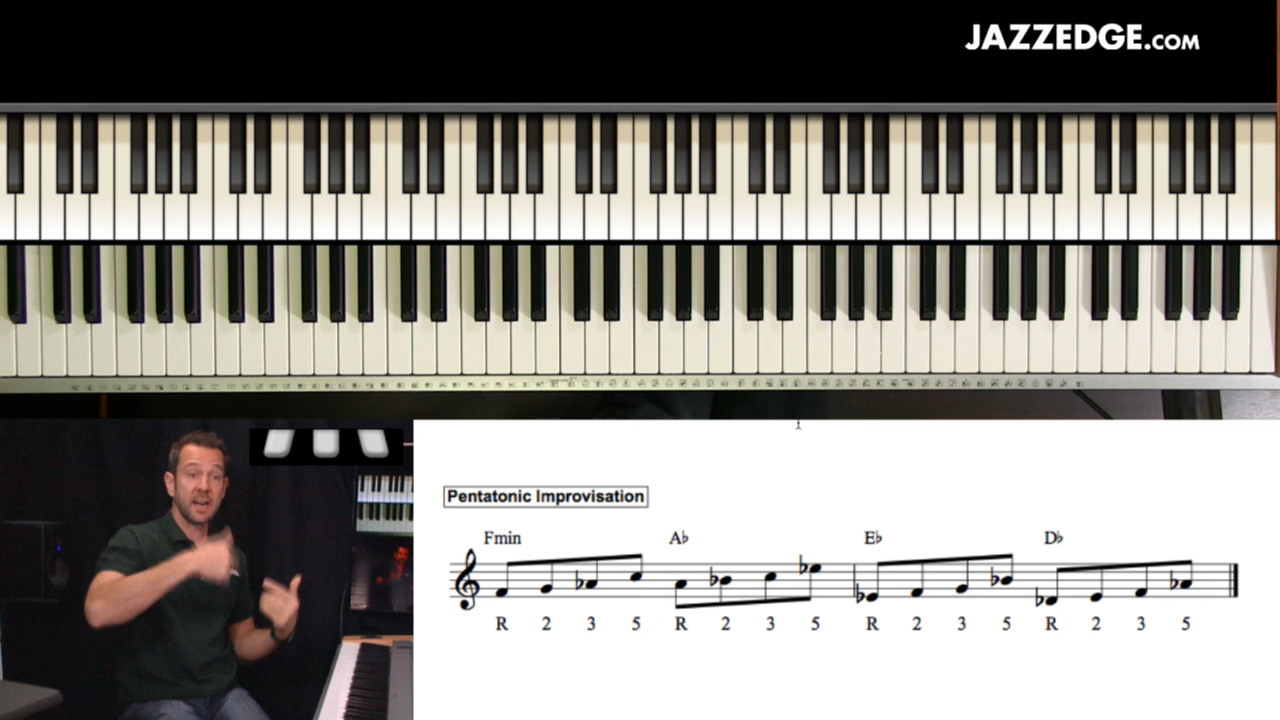 JAZZEDGE.COM
Pentatonic Improvisation
Fmin A♭ E♭ D♭
R 2 3 5 R 2 3 5 R 2 3 5 R 2 3 5